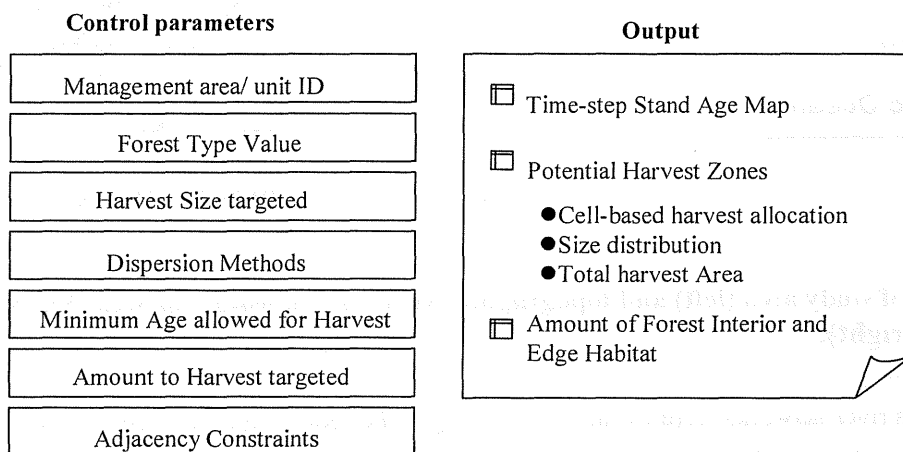 Control parameters
Management area/ unit ID
Forest Type Value
Harvest Size targeted
Dispersion Methods
Minimum Age allowed for Harvest
Amount to Harvest targeted
Adjacency Constraints
Output
Time-step Stand Age Map
Potential Harvest Zones
●Cell-based harvest allocation
●Size distribution
●Total harvest Area
Amount of Forest Interior and
Edge Habitat